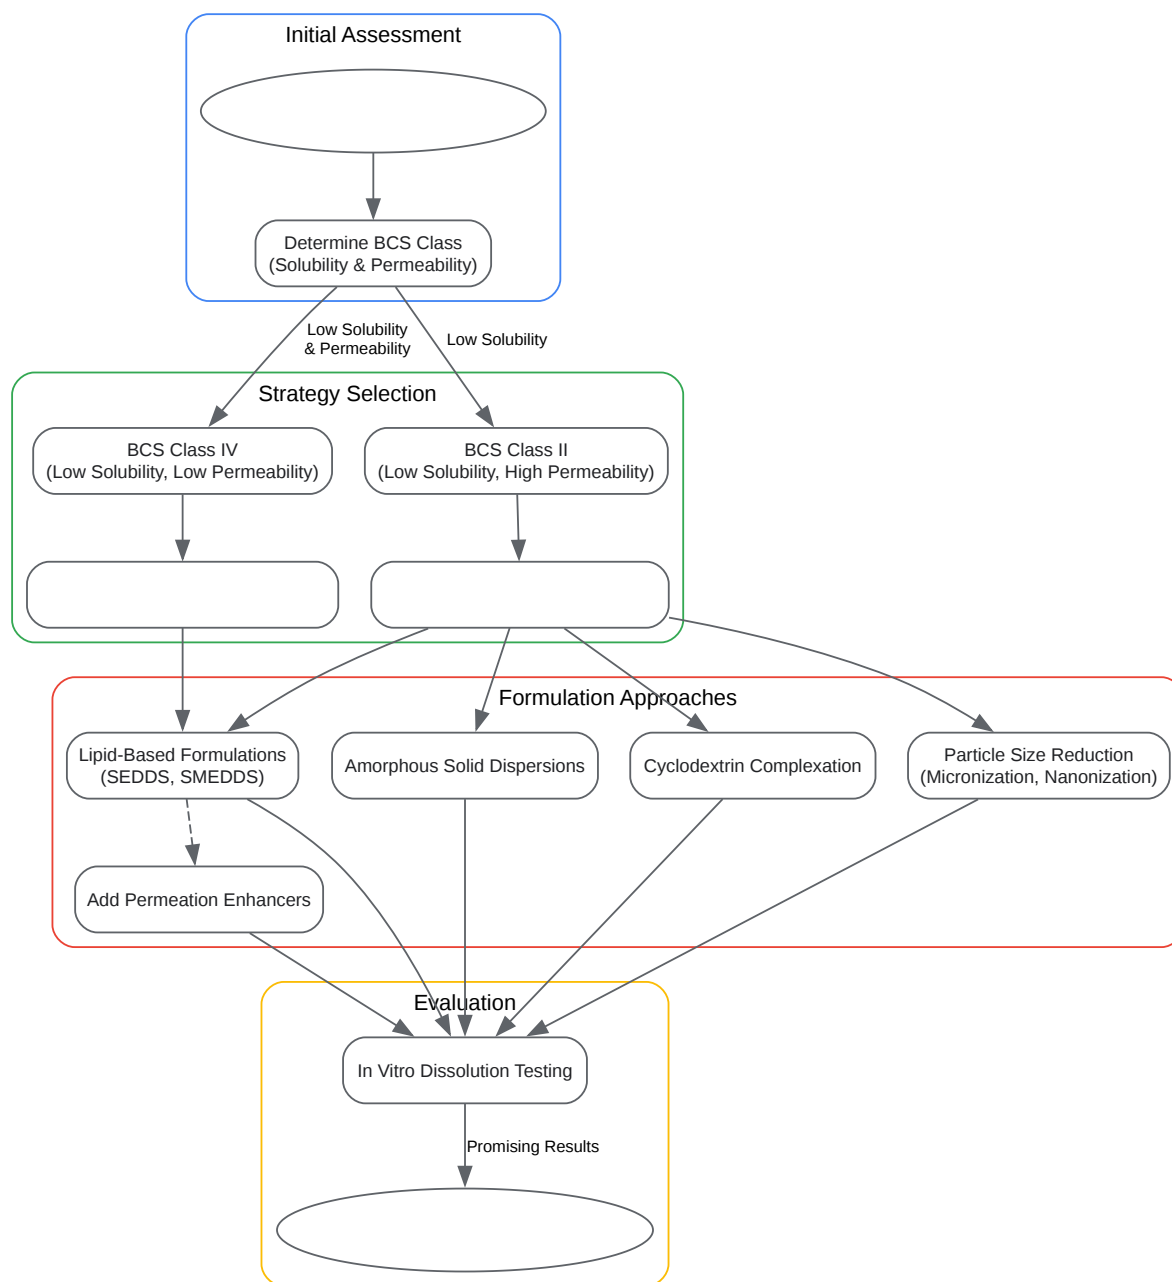 Initial Assessment
Determine BCS Class
(Solubility & Permeability)
Low Solubility
& Permeability
Low Solubility
Strategy Selection
BCS Class IV
(Low Solubility, Low Permeability)
BCS Class II
(Low Solubility, High Permeability)
Formulation Approaches
Lipid-Based Formulations
(SEDDS, SMEDDS)
Amorphous Solid Dispersions
Cyclodextrin Complexation
Particle Size Reduction
(Micronization, Nanonization)
Add Permeation Enhancers
Evaluation
In Vitro Dissolution Testing
Promising Results